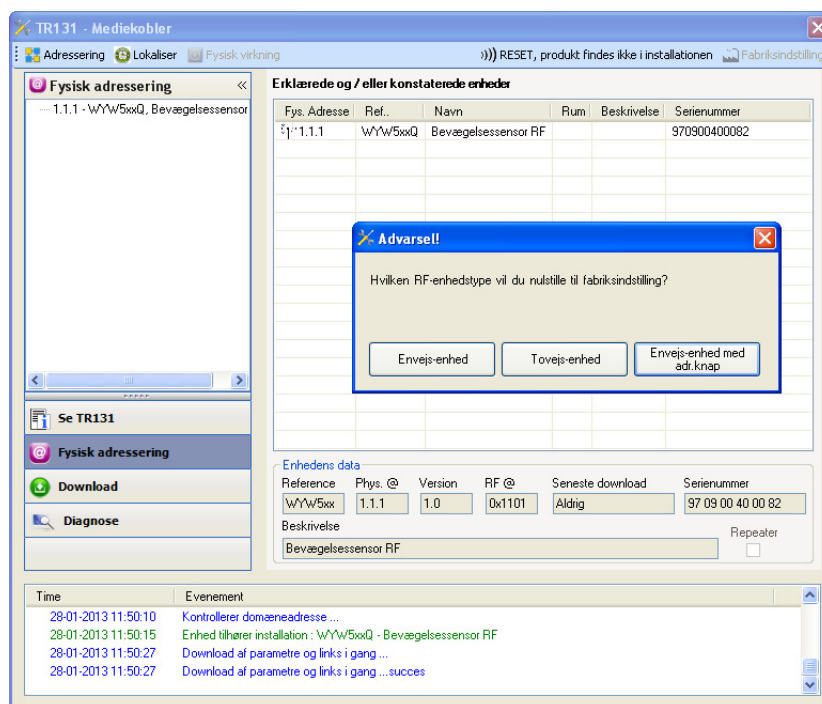 TR131 - Mediekobler
Adressering Lokaliser Fysisk virkning ))) RESET, produkt findes ikke i installationen Fabriksindstilling
Fysisk adressering «
1.1.1 - WYW5xxQ, Bevægelsessensor
Se TR131
Fysisk adressering
Download
Diagnose
Erklærede og / eller konstaterede enheder
Fys. Adresse Ref.. Navn Rum Beskrivelse Serienummer
1.1.1 WYW5xxQ Bevægelsessensor RF 970900400082
Advarsel!
Hvilken RF-enhedstype vil du nulstille til fabriksindstilling?
Envejs-enhed Tovejs-enhed Envejs-enhed med
adr.knap
Enhedens data
Reference Phys. @ Version RF @ Seneste download Serienummer
WYW5xx 1.1.1 1.0 0x1101 Aldrig 97 09 00 40 00 82
Beskrivelse Repeater
Bevægelsessensor RF
Time Evenement
28-01-2013 11:50:10 Kontrollerer domæneadresse ...
28-01-2013 11:50:15 Enhed tilhører installation : WYW5xxQ - Bevægelsessensor RF
28-01-2013 11:50:27 Download af parametre og links i gang ...
28-01-2013 11:50:27 Download af parametre og links i gang ...succes